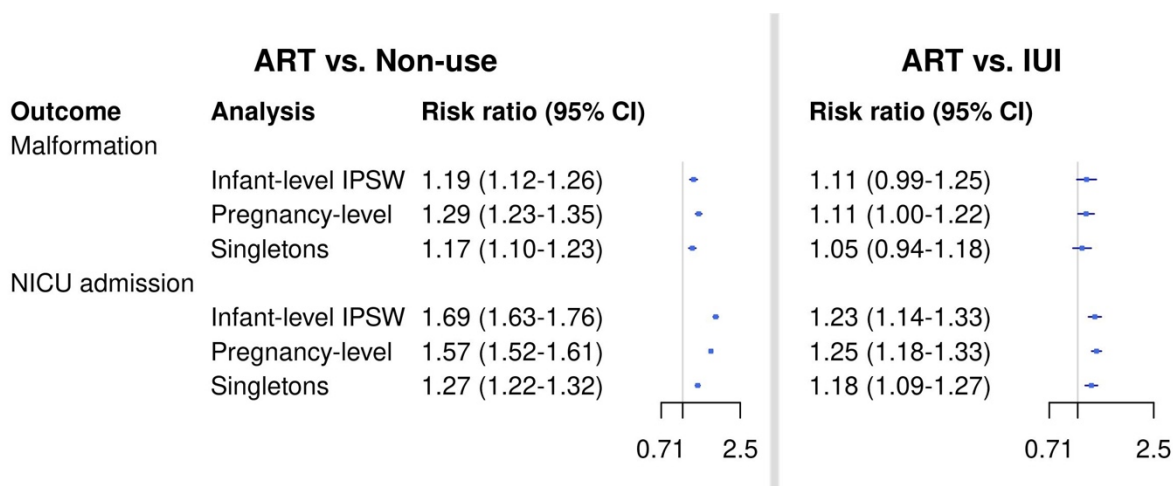 ART vs. Non-use ART vs. IUI
Outcome Analysis Risk ratio (95% CI) Risk ratio (95% CI)
Malformation
Infant-level IPSW 1.19 (1.12-1.26) 1.11 (0.99-1.25)
Pregnancy-level 1.29 (1.23-1.35) 1.11 (1.00-1.22)
Singletons 1.17 (1.10-1.23) 1.05 (0.94-1.18)
NICU admission
Infant-level IPSW 1.69 (1.63-1.76) 1.23 (1.14-1.33)
Pregnancy-level 1.57 (1.52-1.61) 1.25 (1.18-1.33)
Singletons 1.27 (1.22-1.32) 1.18 (1.09-1.27)
0.71 2.5 0.71 2.5